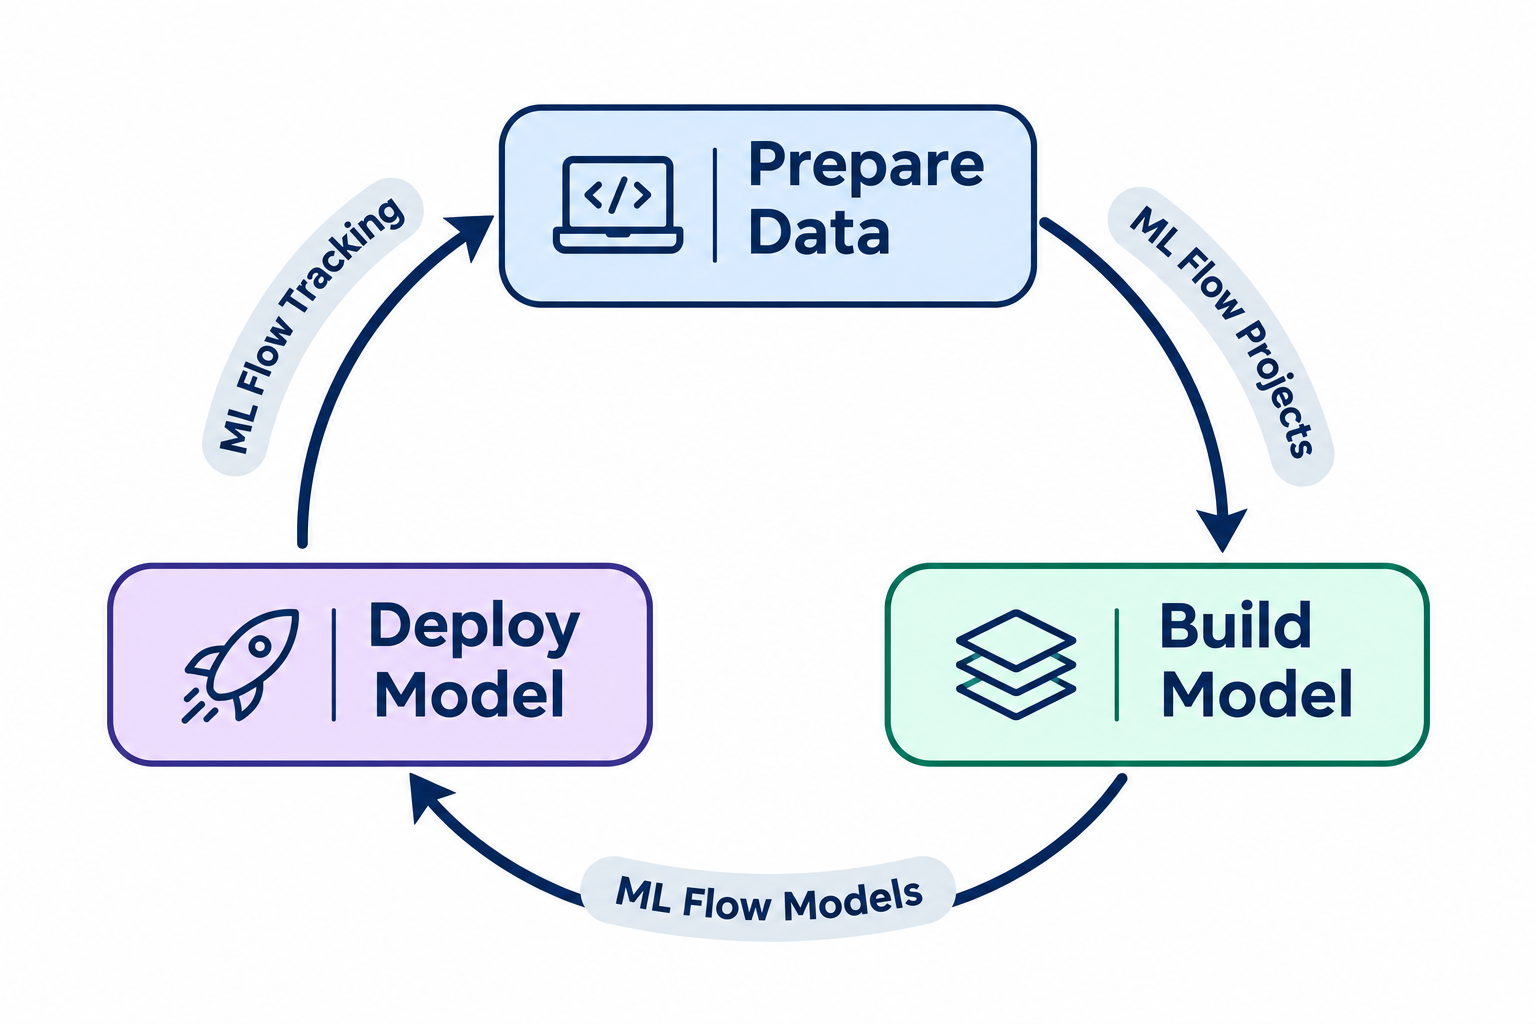 Prepare
Data
ML Flow Tracking
ML Flow Projects
Deploy
Model
Build
Model
ML Flow Models